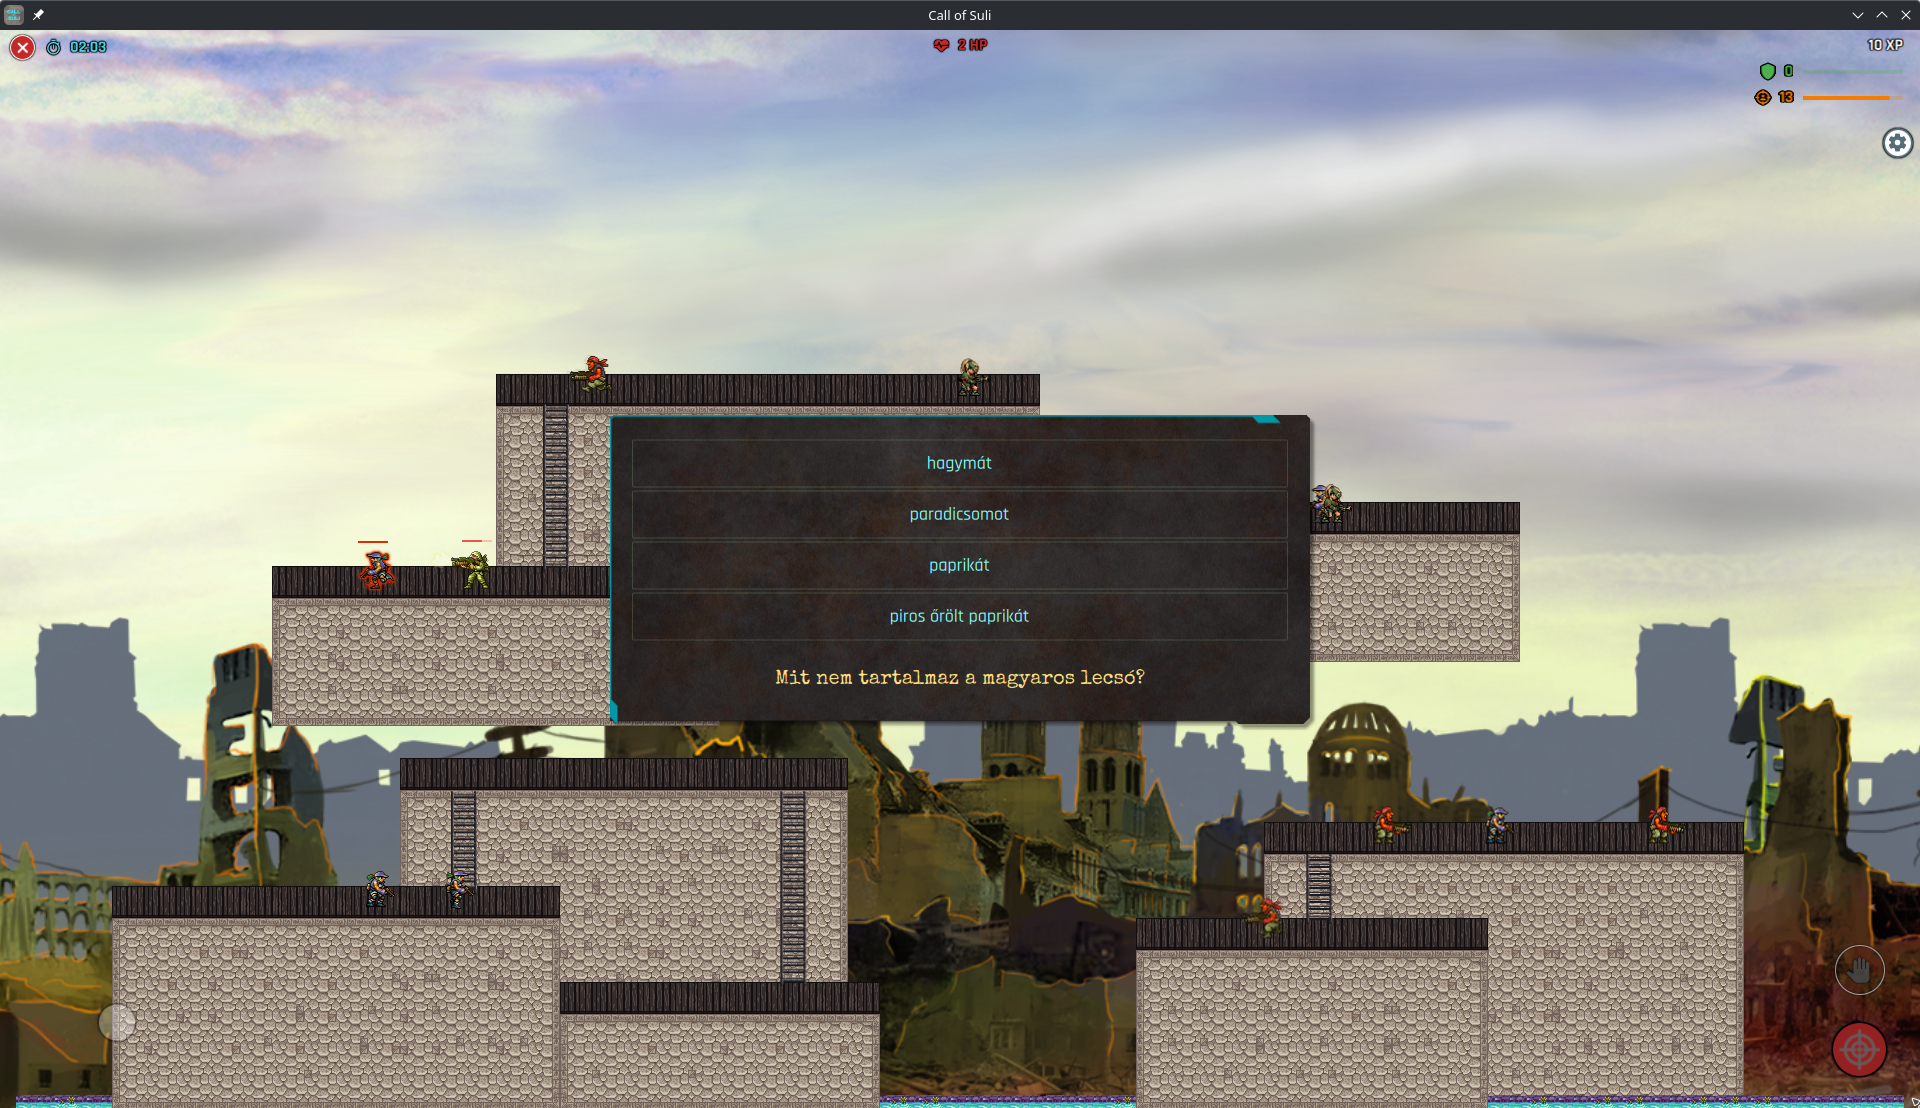 Call of Suli
02:03
2 HP
10 XP
0
13
hagymát
paradicsomot
paprikát
piros őrölt paprikát
Mit nem tartalmaz a magyaros lecsó?